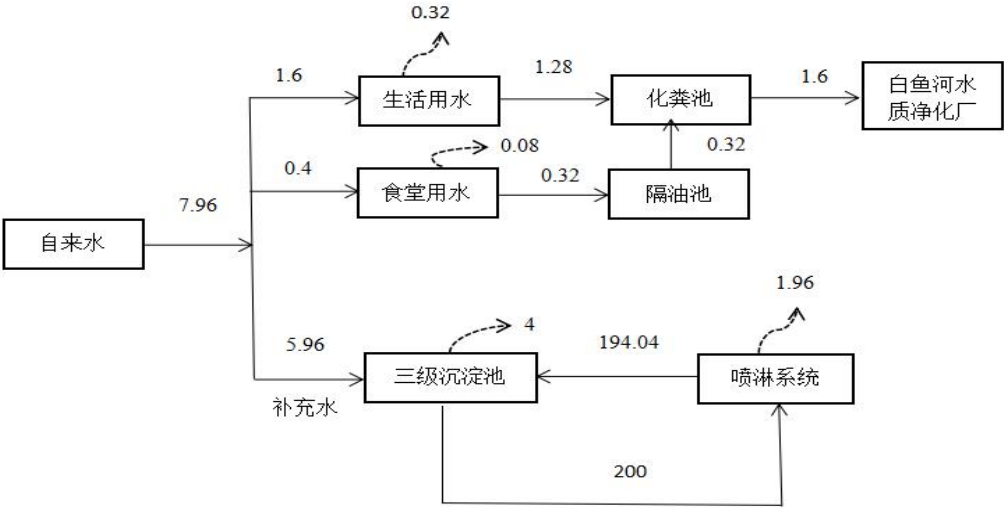 0.32
1.6
生活用水
1.28
化粪池
1.6
白鱼河水
质净化厂
0.08
0.32
0.4
食堂用水
0.32
隔油池
7.96
自来水
1.96
4
194.04
5.96
三级沉淀池
喷淋系统
补充水
200